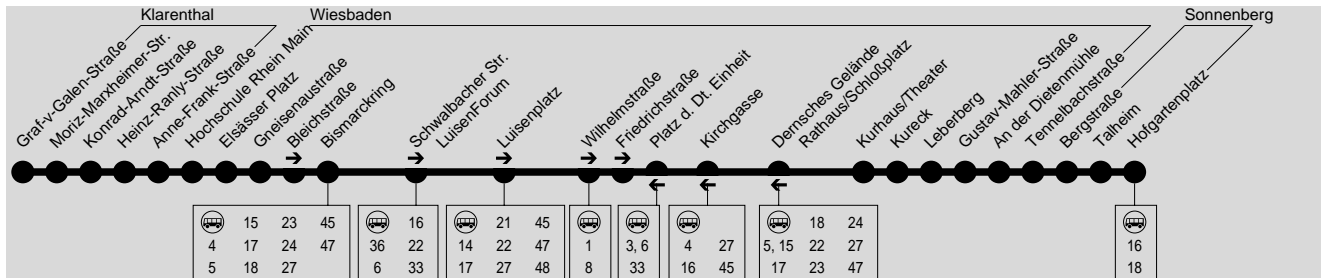 Klarenthal
Wiesbaden
Sonnenberg
Graf-v-Galen-Straße
Moriz-Marxheimer-Str.
Konrad-Arndt-Straße
Heinz-Ranly-Straße
Anne-Frank-Straße
Hochschule Rhein Main
Elsässer Platz
Gneisenaustraße
Bleichstraße
Bismarckring
Schwalbacher Str.
LuisenForum
Luisenplatz
Wilhelmstraße
Friedrichstraße
Platz d. Dt. Einheit
Kirchgasse
Dernsches Gelände
Rathaus/Schloßplatz
Kurhaus/Theater
Kureck
Leberberg
Gustav-Mahler-Straße
An der Dietenmühle
Tennelbachstraße
Bergstraße
Talheim
Hofgartenplatz
15 23 45
4 17 24 47
5 18 27
16
36 22
6 33
21 45
14 22 47
17 27 48
1
8
3, 6
33
4 27
16 45
18 24
5, 15 22 27
17 23 47
16
18